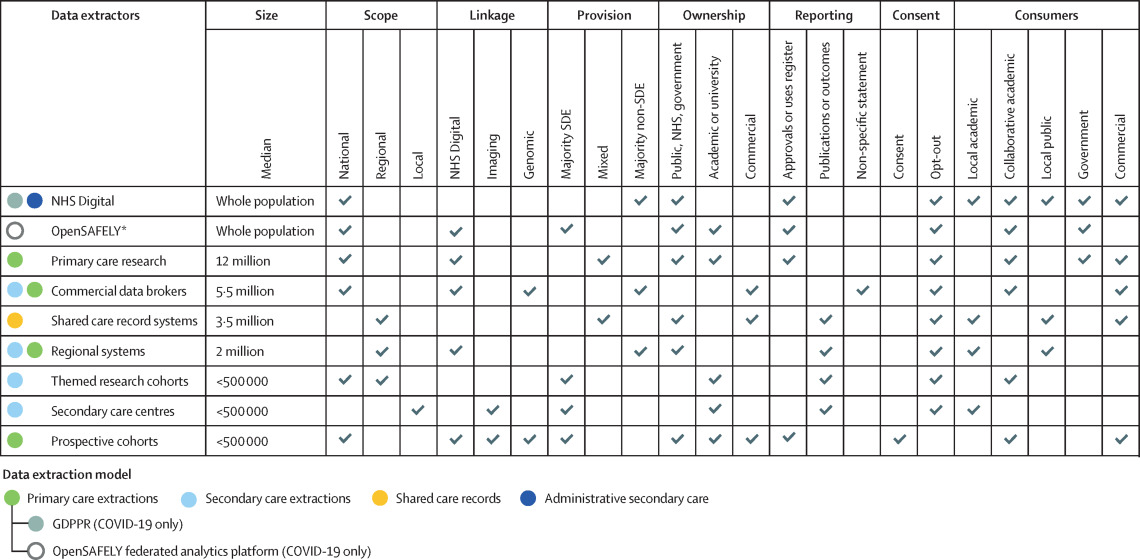 Data extractors Size Scope Linkage Provision Ownership Reporting Consent Consumers
Median National Regional Local NHS Digital Imaging Genomic Majority SDE Mixed Majority non-SDE Public, NHS, government Academic or university Commercial Approvals or uses register Publications or outcomes Non-specific statement Consent Opt-out Local academic Collaborative academic Local public Government Commercial
NHS Digital Whole population
OpenSAFELY* Whole population
Primary care research 12 million
Commercial data brokers 5·5 million
Shared care record systems 3·5 million
Regional systems 2 million
Themed research cohorts <500 000
Secondary care centres <500 000
Prospective cohorts <500 000
Data extraction model
Primary care extractions Secondary care extractions Shared care records Administrative secondary care
GDPPR (COVID-19 only)
OpenSAFELY federated analytics platform (COVID-19 only)